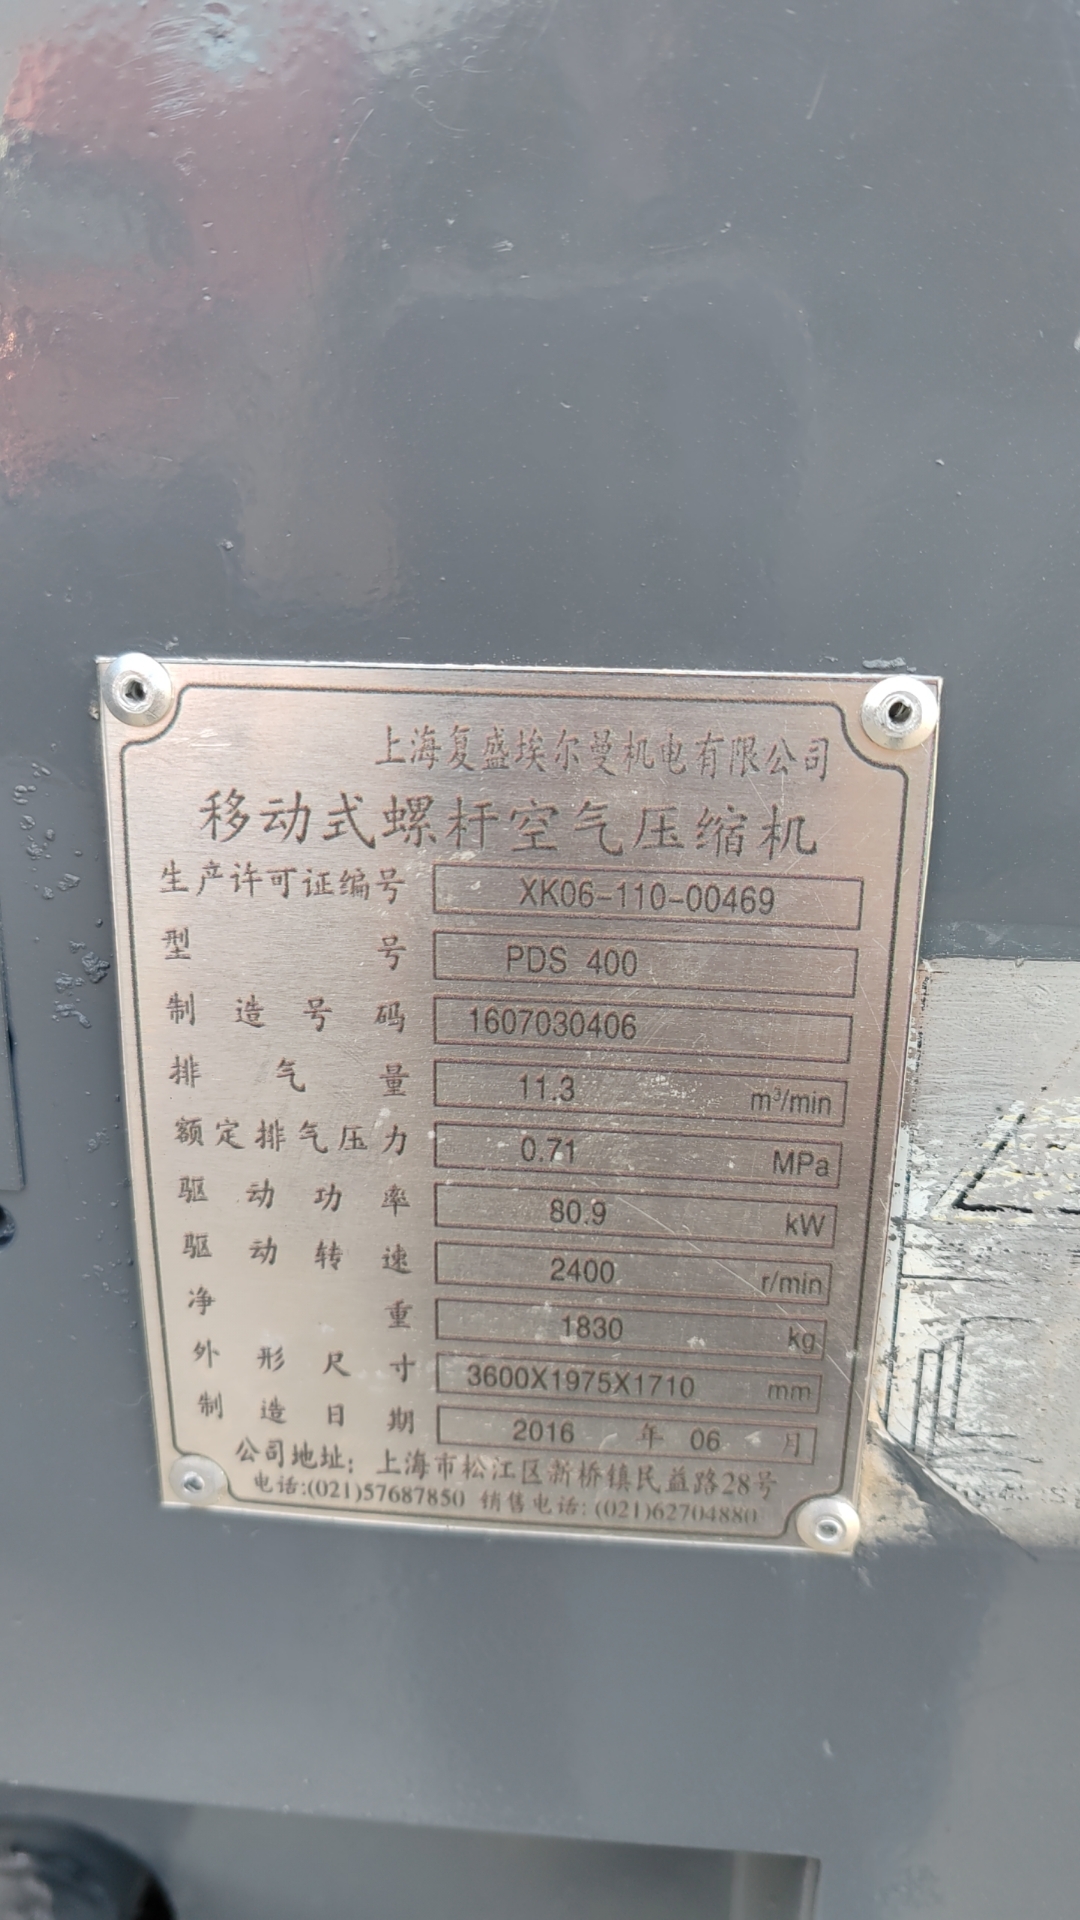 上海复盛埃尔曼机电有限公司
移动式螺杆空气压缩机
生产许可证编号 XK06-110-00469
型号 PDS 400
制造号码 1607030406
排气量 11.3 m³/min
额定排气压力 0.71 MPa
驱动功率 80.9 kW
驱动转速 2400 r/min
净重 1830 kg
外形尺寸 3600X1975X1710 mm
制造日期 2016 年 06 月
公司地址：上海市松江区新桥镇民益路28号
电话:(021)57687850 销售电话:(021)62704880